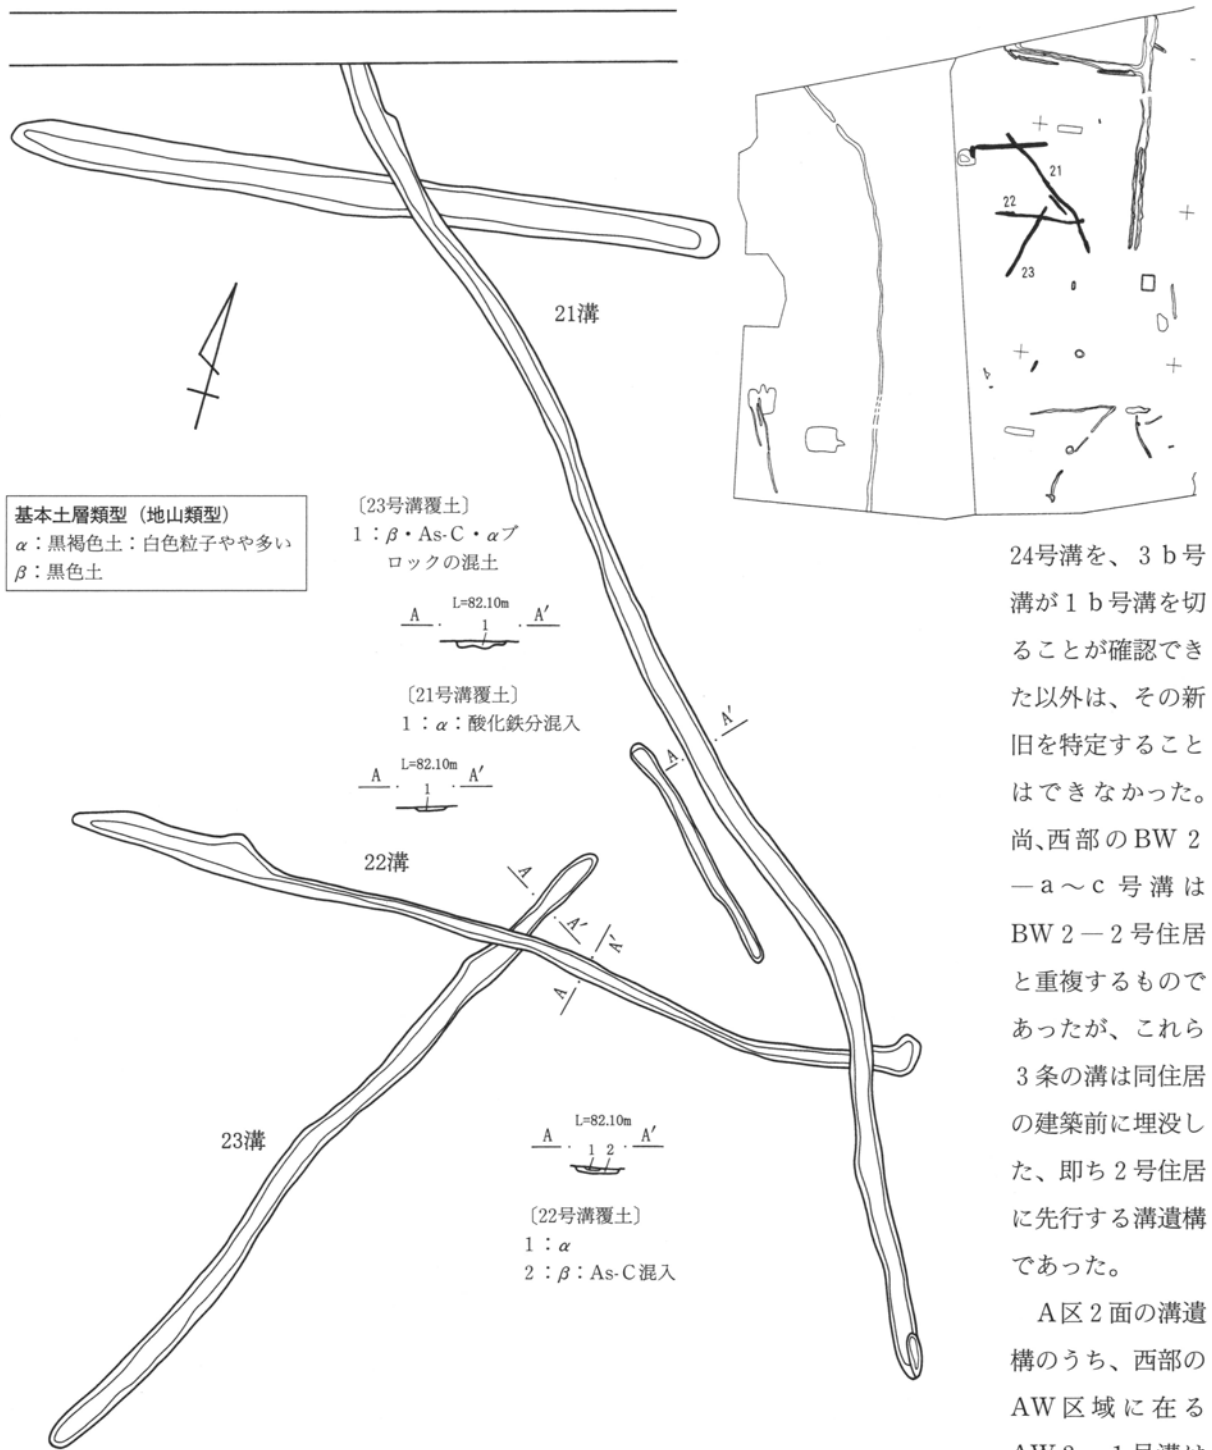 21
22
23
21溝
基本土層類型（地山類型）
α：黒褐色土：白色粒子やや多い
β：黒色土
〔23号溝覆土〕
1：β・As-C・αブ
ロックの混土
L=82.10m
A A′
1
〔21号溝覆土〕
1：α：酸化鉄分混入
L=82.10m
A A′
1
A A′
22溝
A A′
A A′
23溝
L=82.10m
A A′
1 2
〔22号溝覆土〕
1：α
2：β：As-C混入
24号溝を、3ｂ号
溝が1ｂ号溝を切
ることが確認でき
た以外は、その新
旧を特定すること
はできなかった。
尚、西部のBW2
―ａ～ｃ号溝は
BW2―2号住居
と重複するもので
あったが、これら
3条の溝は同住居
の建築前に埋没し
た、即ち2号住居
に先行する溝遺構
であった。
A区2面の溝遺
構のうち、西部の
AW区域に在る